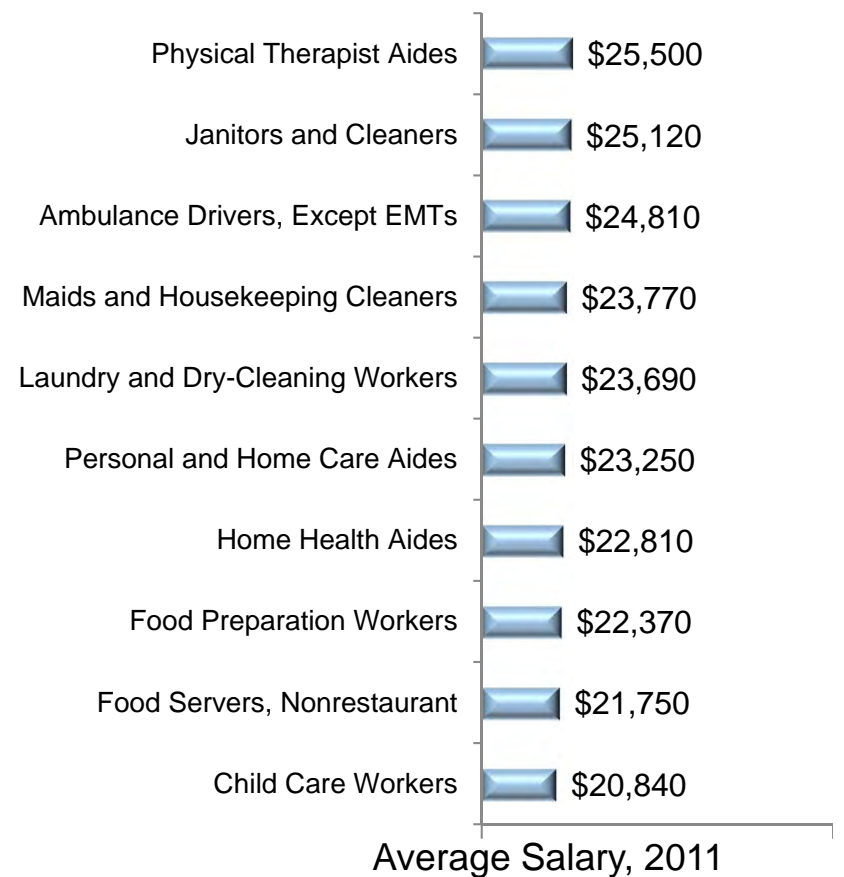 Physical Therapist Aides $25,500
Janitors and Cleaners $25,120
Ambulance Drivers, Except EMTs $24,810
Maids and Housekeeping Cleaners $23,770
Laundry and Dry-Cleaning Workers $23,690
Personal and Home Care Aides $23,250
Home Health Aides $22,810
Food Preparation Workers $22,370
Food Servers, Nonrestaurant $21,750
Child Care Workers $20,840
Average Salary, 2011